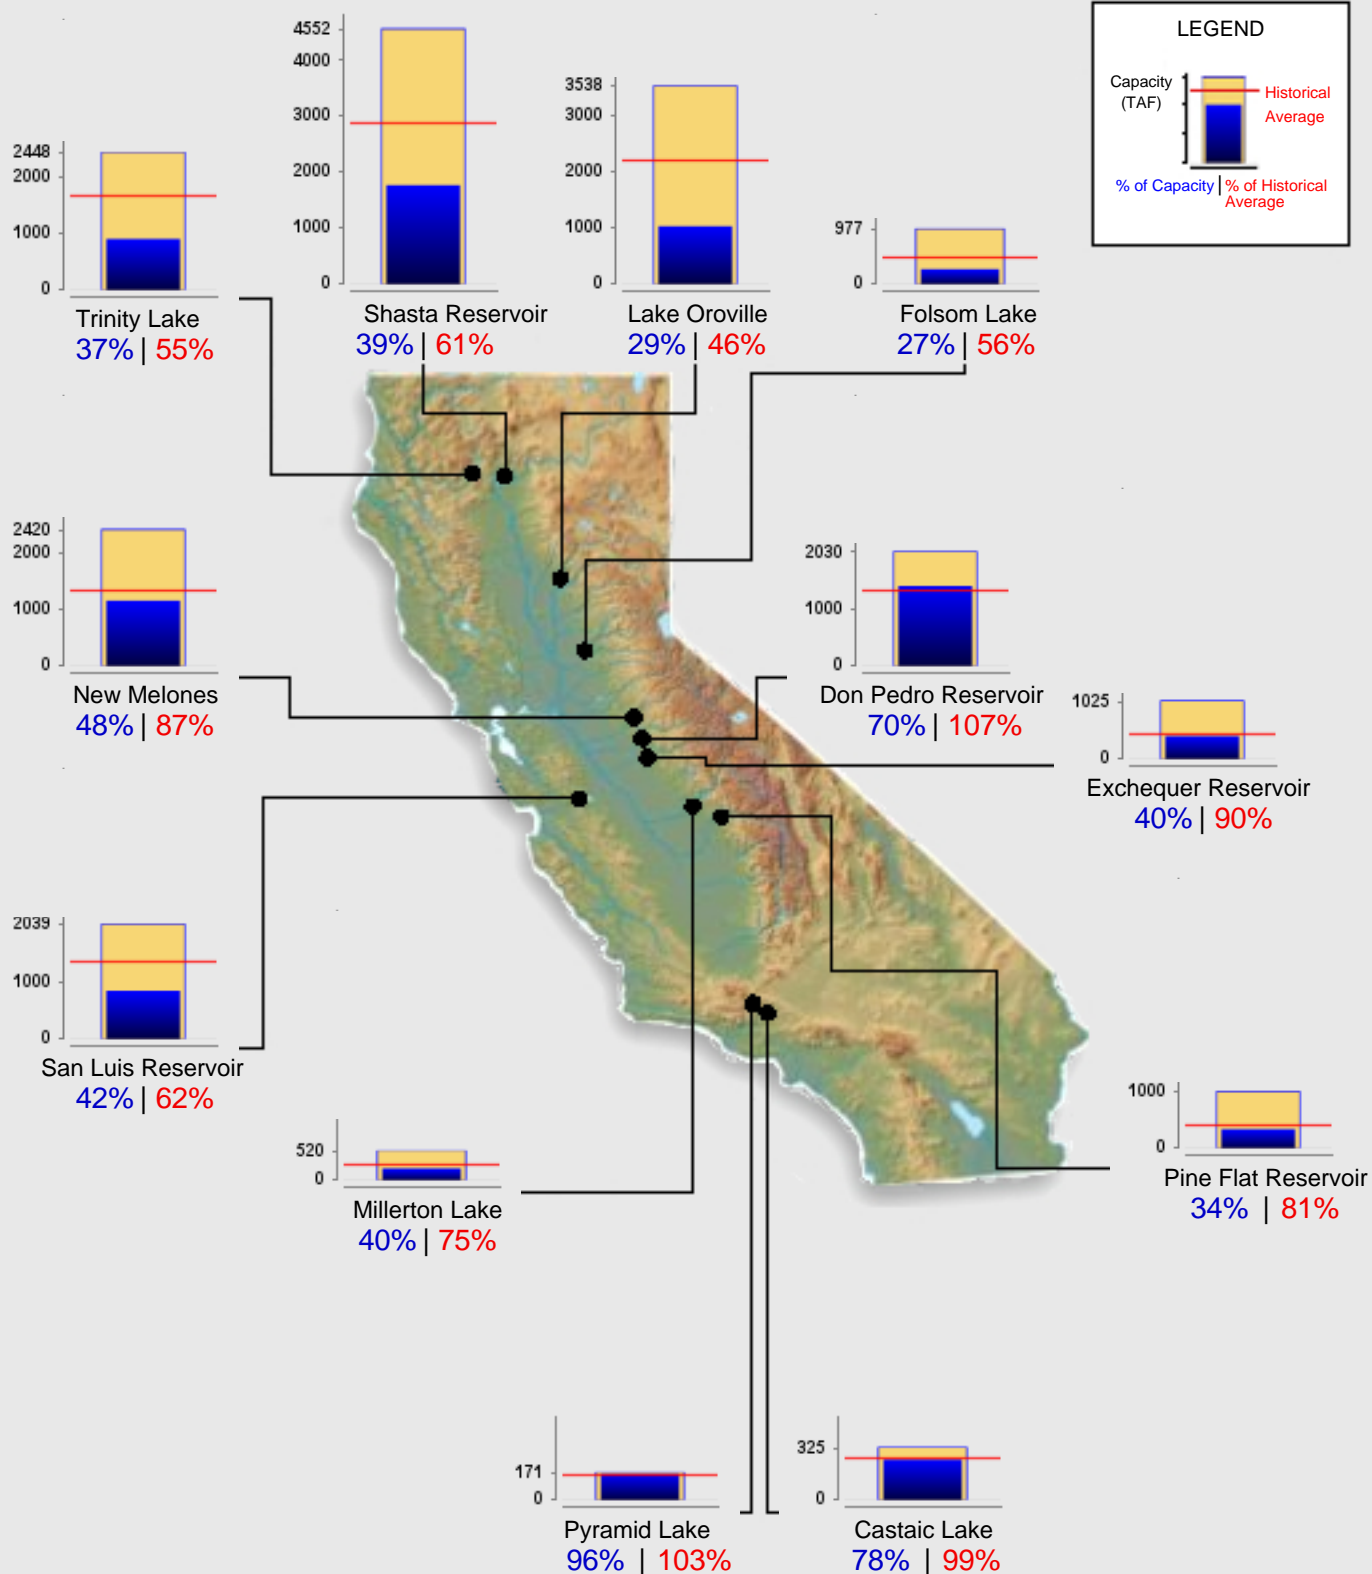 LEGEND
Capacity
(TAF)
Historical
Average
% of Capacity | % of Historical
Average
4552
4000
3000
2000
1000
0
Shasta Reservoir
39% | 61%
3538
3000
2000
1000
0
Lake Oroville
29% | 46%
2448
2000
1000
0
Trinity Lake
37% | 55%
977
0
Folsom Lake
27% | 56%
2420
2000
1000
0
New Melones
48% | 87%
2030
1000
0
Don Pedro Reservoir
70% | 107%
1025
0
Exchequer Reservoir
40% | 90%
2039
1000
0
San Luis Reservoir
42% | 62%
520
0
Millerton Lake
40% | 75%
1000
0
Pine Flat Reservoir
34% | 81%
171
0
Pyramid Lake
96% | 103%
325
0
Castaic Lake
78% | 99%